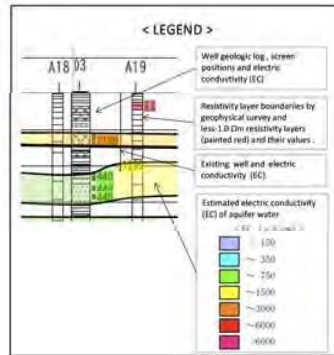 < LEGEND >
A18 03 A19
Well geologic log, screen
positions and electric
conductivity (EC)
Resistivity layer boundaries by
geophysical survey and
less-1.0 Ωm resistivity layers
(painted red) and their values.
Existing well and electric
conductivity (EC)
Estimated electric conductivity
(EC) of aquifer water
~ 350
~ 750
~1500
~3000
~6000
>6000